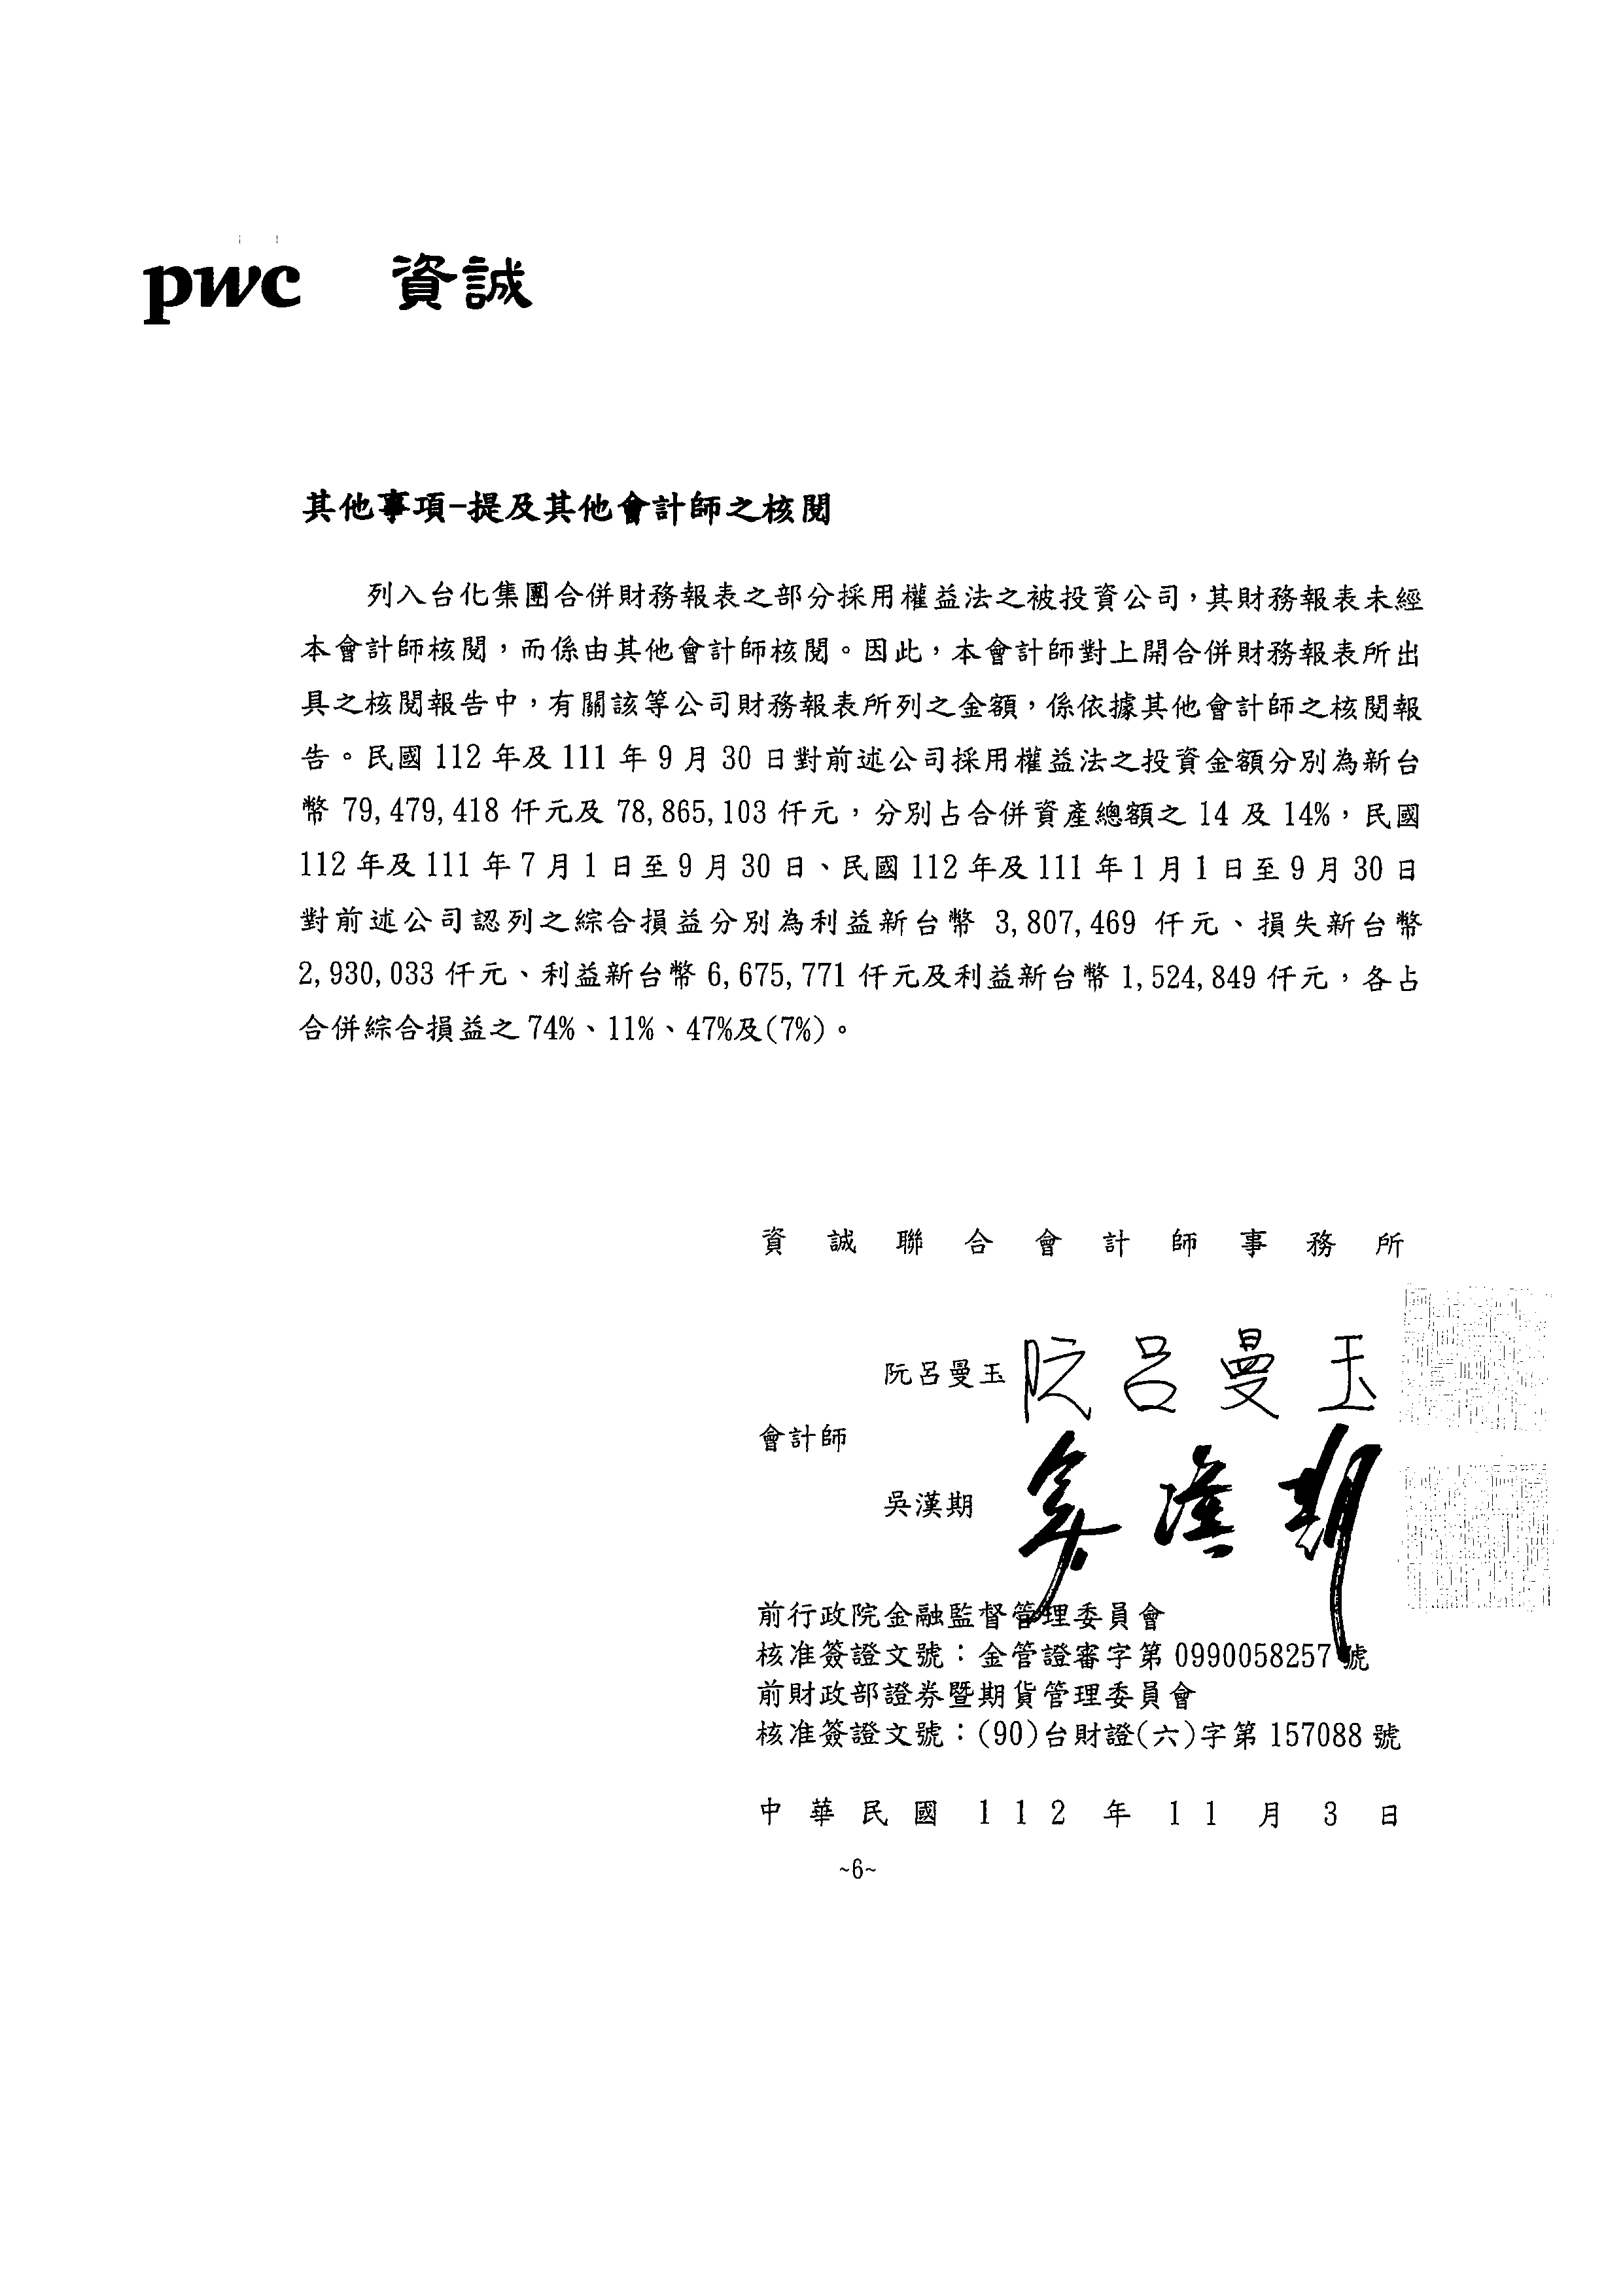 pwc 資誠
其他事項-提及其他會計師之核閱
列入台化集團合併財務報表之部分採用權益法之被投資公司，其財務報表未經
本會計師核閱，而係由其他會計師核閱。因此，本會計師對上開合併財務報表所出
具之核閱報告中，有關該等公司財務報表所列之金額，係依據其他會計師之核閱報
告。民國 112 年及 111 年 9 月 30 日對前述公司採用權益法之投資金額分別為新台
幣 79,479,418 仟元及 78,865,103 仟元，分別占合併資產總額之 14 及 14%，民國
112 年及 111 年 7 月 1 日至 9 月 30 日、民國 112 年及 111 年 1 月 1 日至 9 月 30 日
對前述公司認列之綜合損益分別為利益新台幣 3,807,469 仟元、損失新台幣
2,930,033 仟元、利益新台幣 6,675,771 仟元及利益新台幣 1,524,849 仟元，各占
合併綜合損益之 74%、11%、47%及(7%)。
資誠聯合會計師事務所
阮呂曼玉 阮呂曼玉
會計師
吳漢期 吳漢期
前行政院金融監督管理委員會
核准簽證文號：金管證審字第 0990058257 號
前財政部證券暨期貨管理委員會
核准簽證文號：(90)台財證(六)字第 157088 號
中華民國 112 年 11 月 3 日
~6~